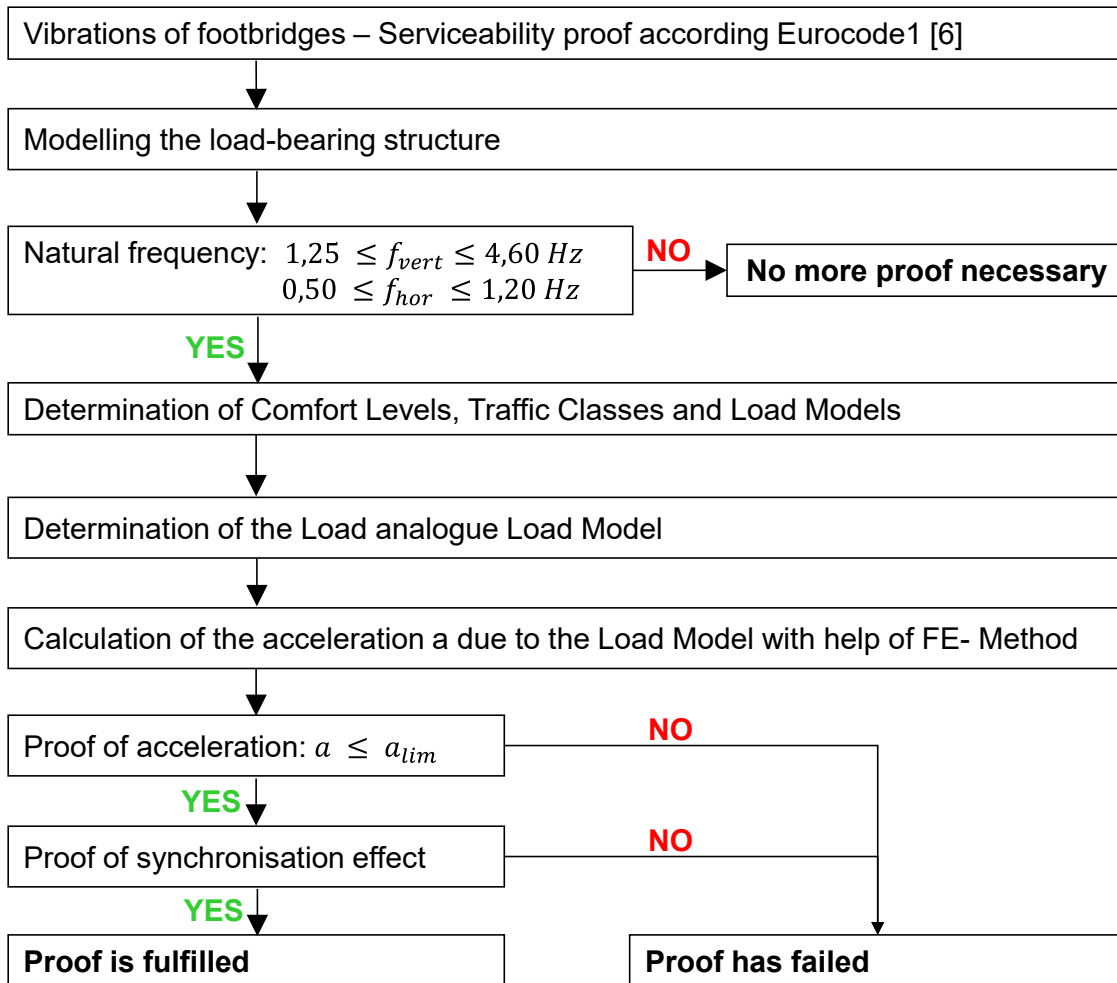 Vibrations of footbridges – Serviceability proof according Eurocode1 [6]
Modelling the load-bearing structure
Natural frequency: 1,25 ≤ f_vert ≤ 4,60 Hz
0,50 ≤ f_hor ≤ 1,20 Hz
NO
No more proof necessary
YES
Determination of Comfort Levels, Traffic Classes and Load Models
Determination of the Load analogue Load Model
Calculation of the acceleration a due to the Load Model with help of FE- Method
Proof of acceleration: a ≤ a_lim
NO
YES
Proof of synchronisation effect
NO
YES
Proof is fulfilled
Proof has failed